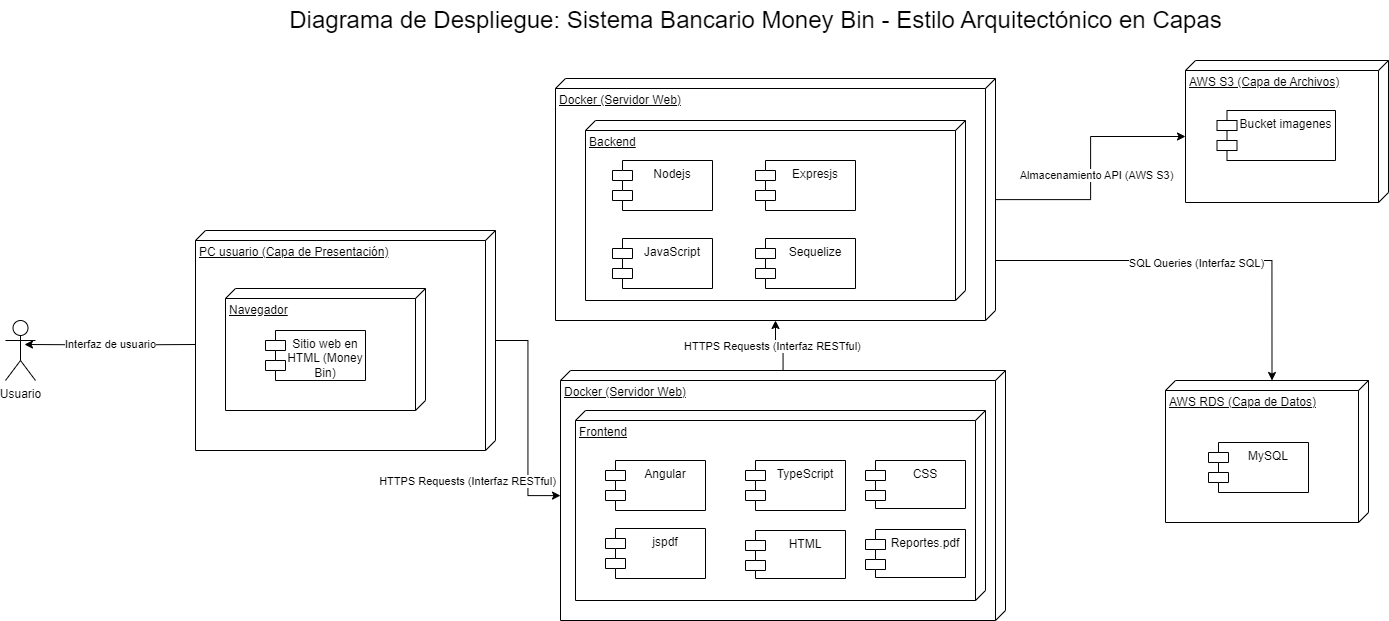 Diagrama de Despliegue: Sistema Bancario Money Bin - Estilo Arquitectónico en Capas
AWS S3 (Capa de Archivos)
Bucket imagenes
Docker (Servidor Web)
Backend
Nodejs
Expresjs
JavaScript
Sequelize
Almacenamiento API (AWS S3)
SQL Queries (Interfaz SQL)
PC usuario (Capa de Presentación)
Navegador
Sitio web en
HTML (Money
Bin)
Interfaz de usuario
Usuario
HTTPS Requests (Interfaz RESTful)
Docker (Servidor Web)
Frontend
Angular
TypeScript
CSS
jspdf
HTML
Reportes.pdf
HTTPS Requests (Interfaz RESTful)
AWS RDS (Capa de Datos)
MySQL